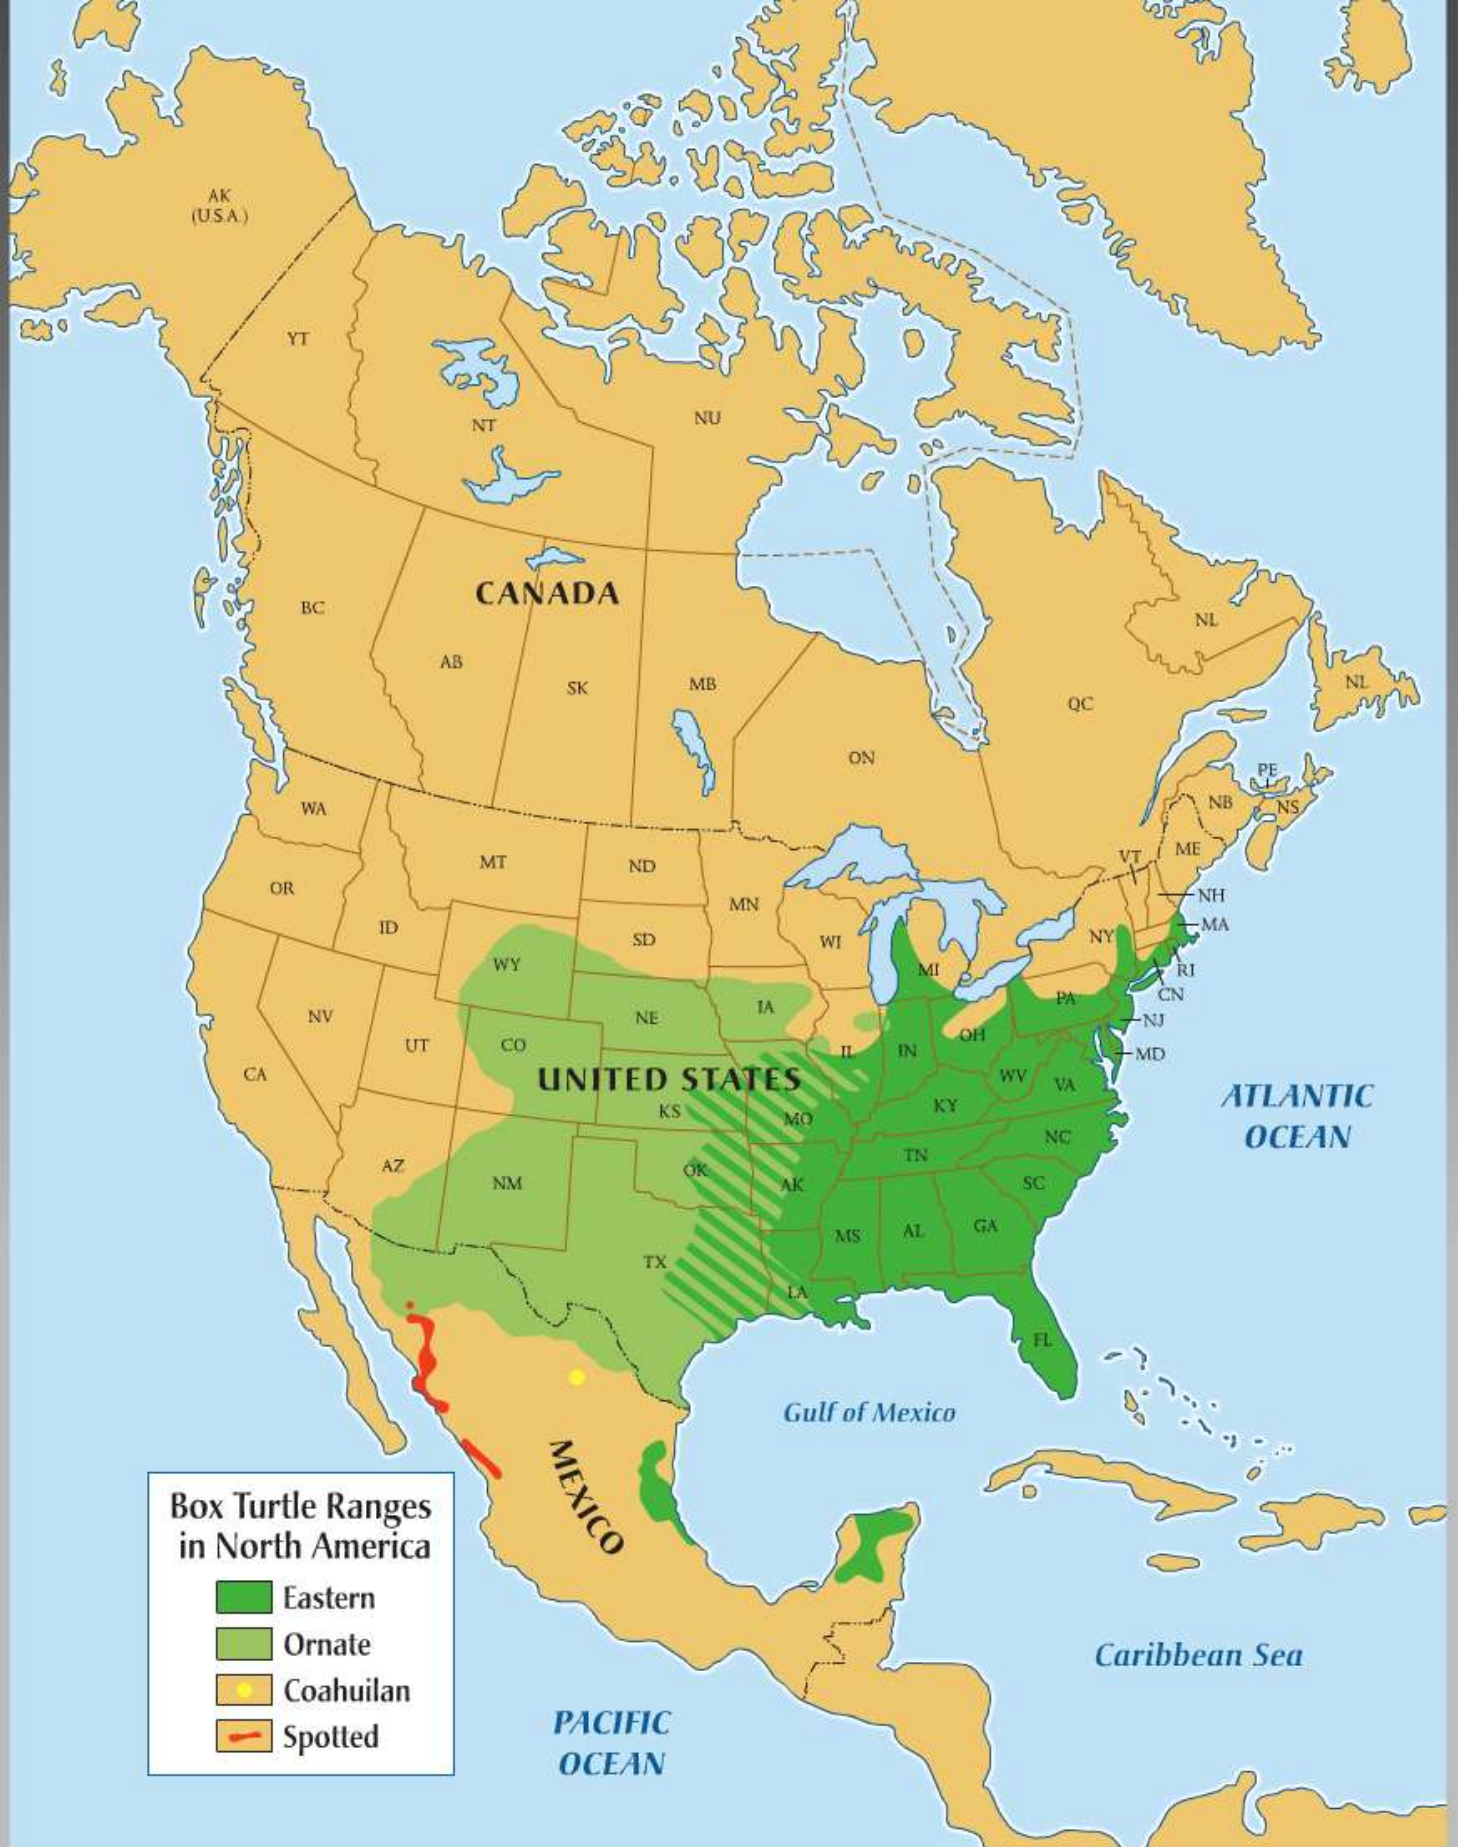 AK
(U.S.A.)
YT
NT
NU
CANADA
BC
AB
SK
MB
ON
QC
NL
NL
PE
NB
NS
WA
OR
ID
MT
ND
MN
SD
WI
MI
NY
VT
ME
NH
MA
RI
CN
NJ
MD
PA
WY
NE
IA
IL
IN
OH
NV
UT
CO
CA
UNITED STATES
KS
MO
KY
WV
VA
NC
TN
SC
AZ
NM
OK
AK
MS
AL
GA
TX
LA
FL
ATLANTIC
OCEAN
Gulf of Mexico
MEXICO
Caribbean Sea
PACIFIC
OCEAN
Box Turtle Ranges
in North America
Eastern
Ornate
Coahuilan
Spotted